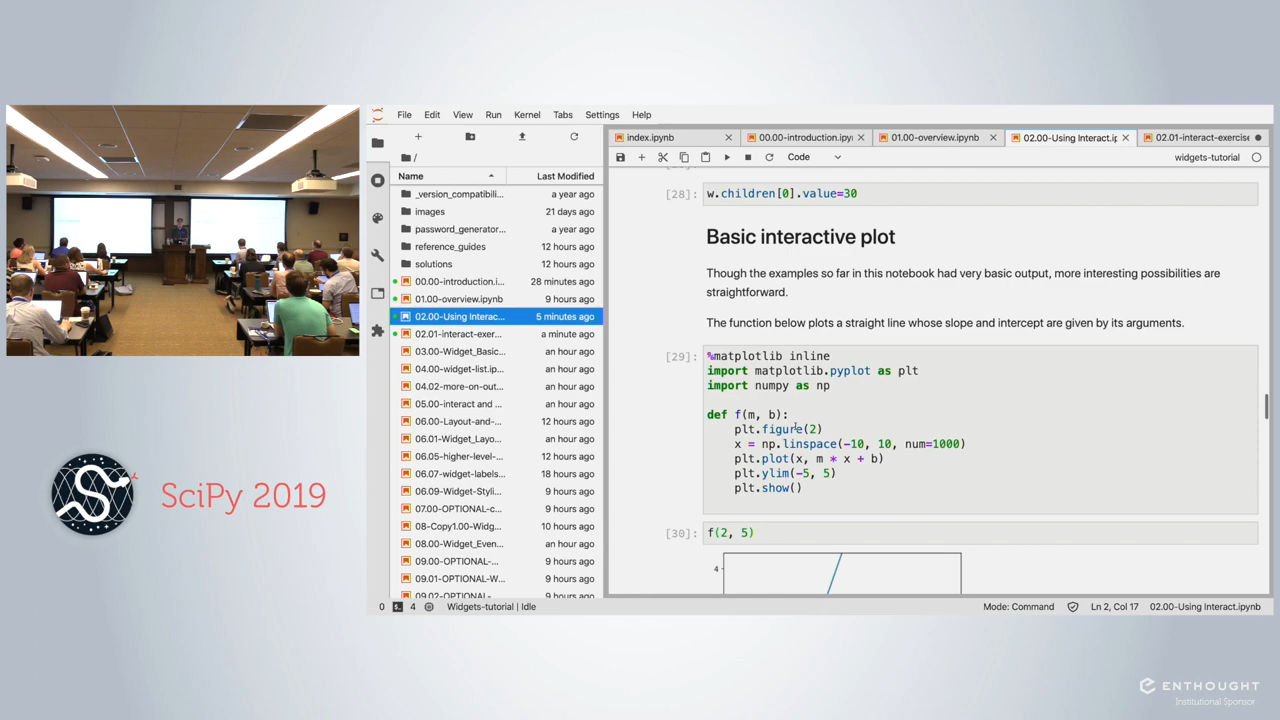 File Edit View Run Kernel Tabs Settings Help
index.ipynb
00.00-introduction.ipyn
01.00-overview.ipynb
02.00-Using Interact.ip
02.01-interact-exercise
Code
widgets-tutorial
/
Name Last Modified
_version_compatibili... a year ago
images 21 days ago
password_generator... a year ago
reference_guides 12 hours ago
solutions 12 hours ago
00.00-introduction.i... 28 minutes ago
01.00-overview.ipynb 9 hours ago
02.00-Using Interac... 5 minutes ago
02.01-interact-exer... a minute ago
03.00-Widget_Basic... an hour ago
04.00-widget-list.ip... an hour ago
04.02-more-on-out... an hour ago
05.00-interact and ... an hour ago
06.00-Layout-and-... 12 hours ago
06.01-Widget_Layo... an hour ago
06.05-higher-level-... 12 hours ago
06.07-widget-labels... 18 hours ago
06.09-Widget-Styli... an hour ago
07.00-OPTIONAL-c... 9 hours ago
08-Copy1.00-Widg... 10 hours ago
08.00-Widget_Even... an hour ago
09.00-OPTIONAL-... 9 hours ago
09.01-OPTIONAL-W... 9 hours ago
09.02-OPTIONAL-... 9 hours ago
[28]: w.children[0].value=30
Basic interactive plot
Though the examples so far in this notebook had very basic output, more interesting possibilities are
straightforward.
The function below plots a straight line whose slope and intercept are given by its arguments.
[29]: %matplotlib inline
import matplotlib.pyplot as plt
import numpy as np
def f(m, b):
plt.figure(2)
x = np.linspace(-10, 10, num=1000)
plt.plot(x, m * x + b)
plt.ylim(-5, 5)
plt.show()
[30]: f(2, 5)
4
0 4 Widgets-tutorial | Idle Mode: Command Ln 2, Col 17 02.00-Using Interact.ipynb
SciPy 2019
ENTHOUGHT
Institutional Sponsor